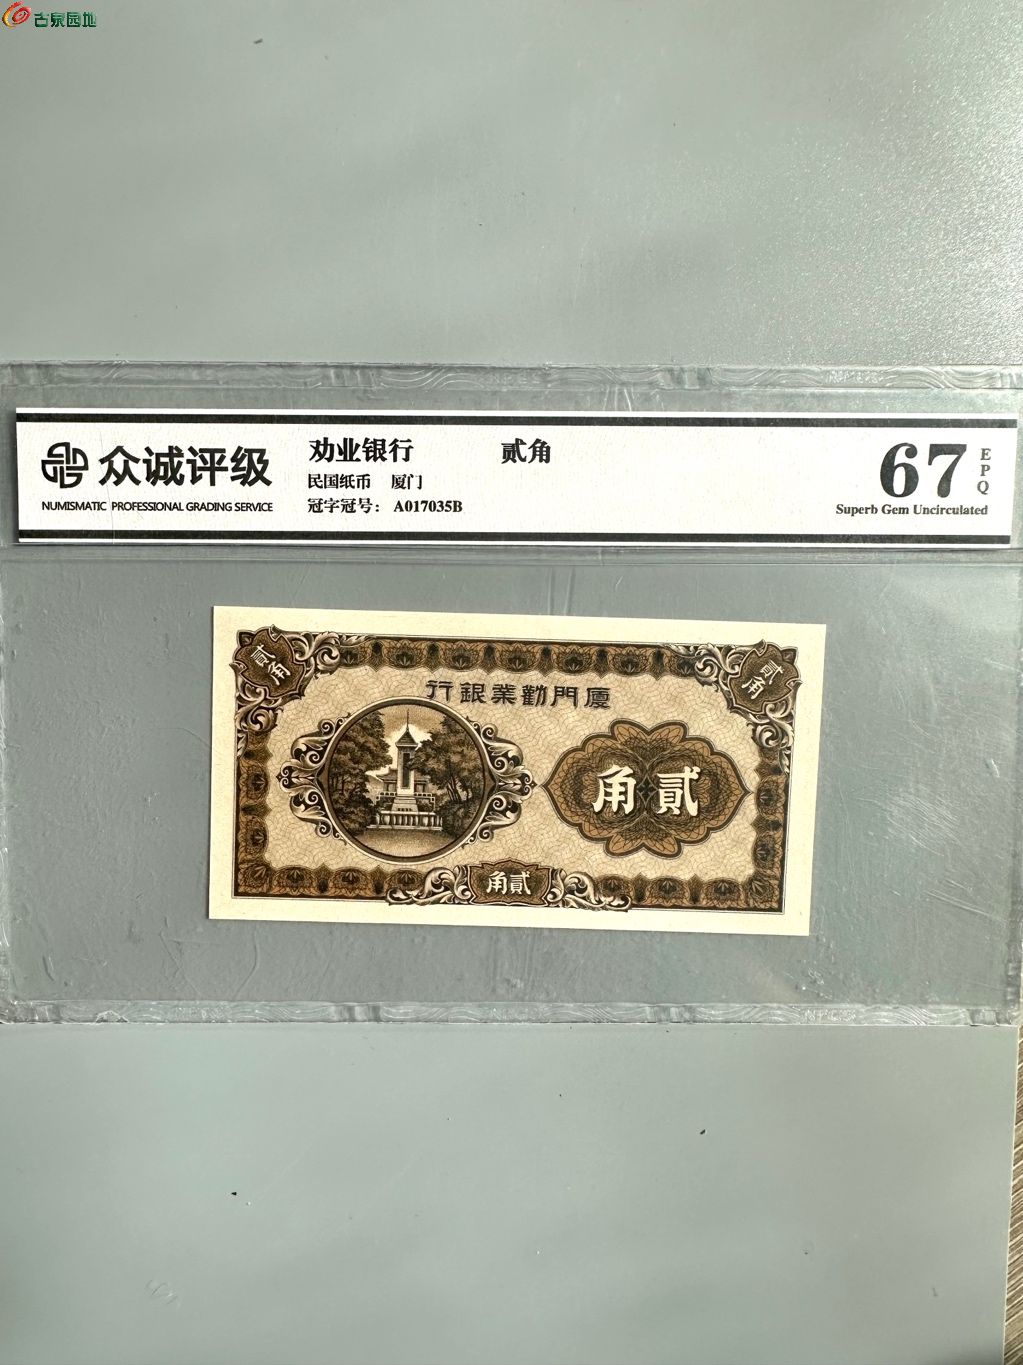 古泉园地
众诚评级
NUMISMATIC PROFESSIONAL GRADING SERVICE
劝业银行 贰角
民国纸币 厦门
冠字冠号： A017035B
67
EPQ
Superb Gem Uncirculated
貳角
貳角
行銀業勸門厦
角貳
角貳